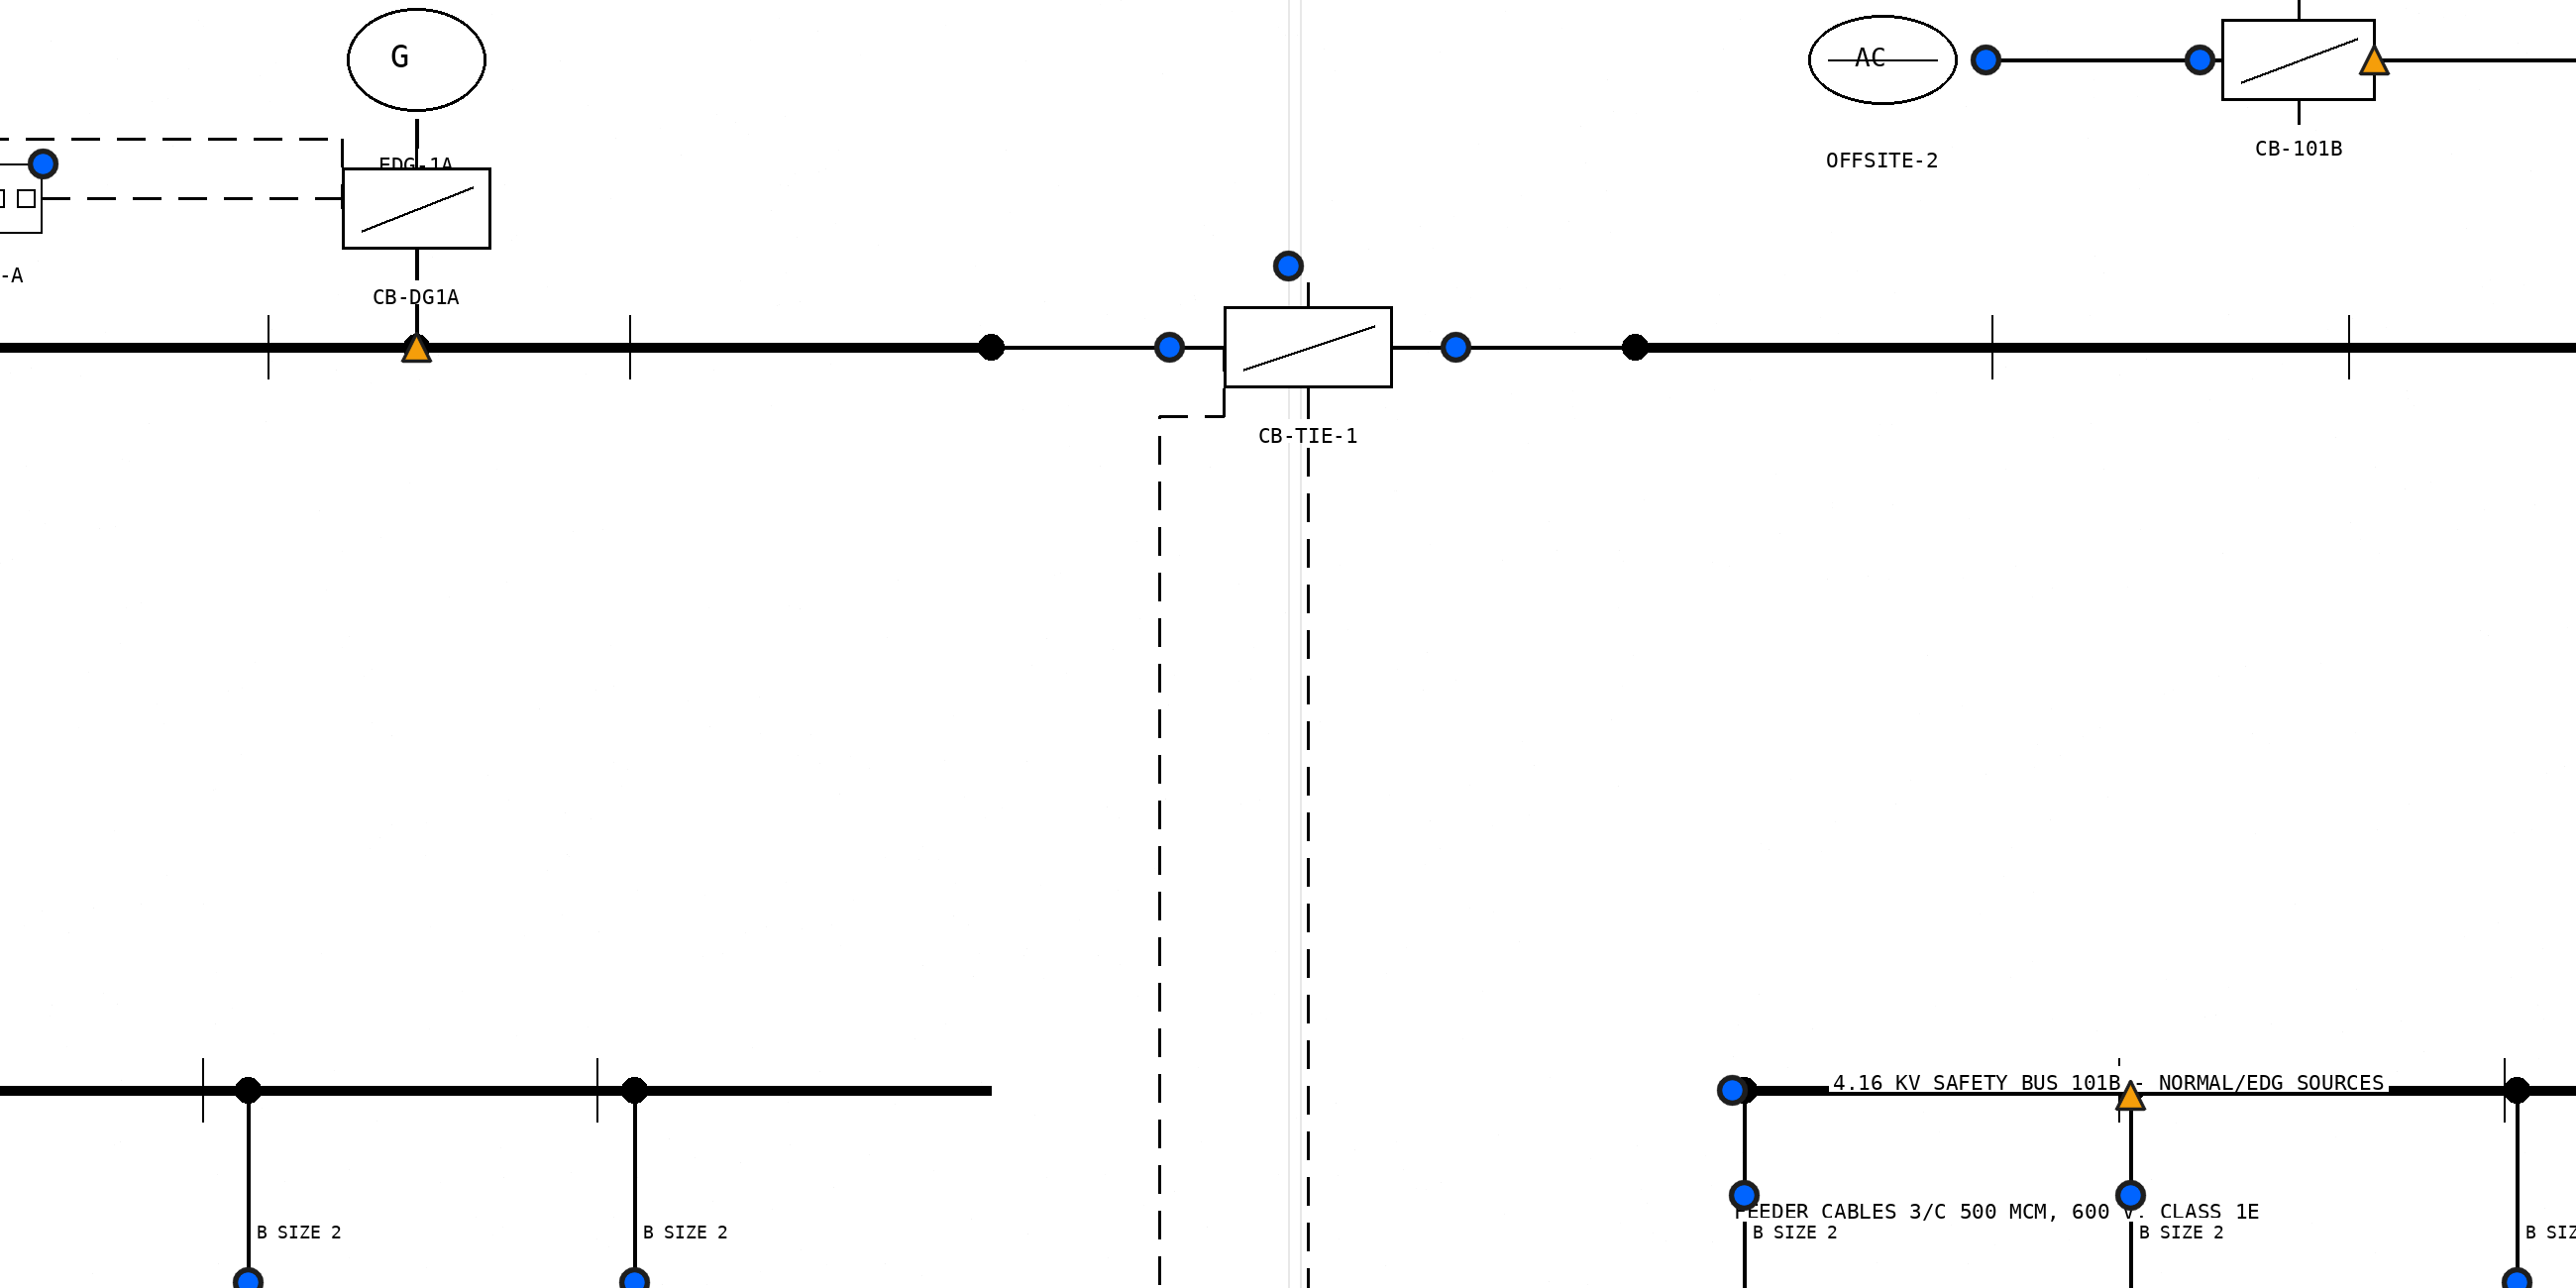 G
AC
CB-101B
OFFSITE-2
EDG-1A
-A
CB-DG1A
CB-TIE-1
4.16 KV SAFETY BUS 101B - NORMAL/EDG SOURCES
FEEDER CABLES 3/C 500 MCM, 600 V. CLASS 1E
B SIZE 2
B SIZE 2
B SIZE 2
B SIZE 2
B SIZ